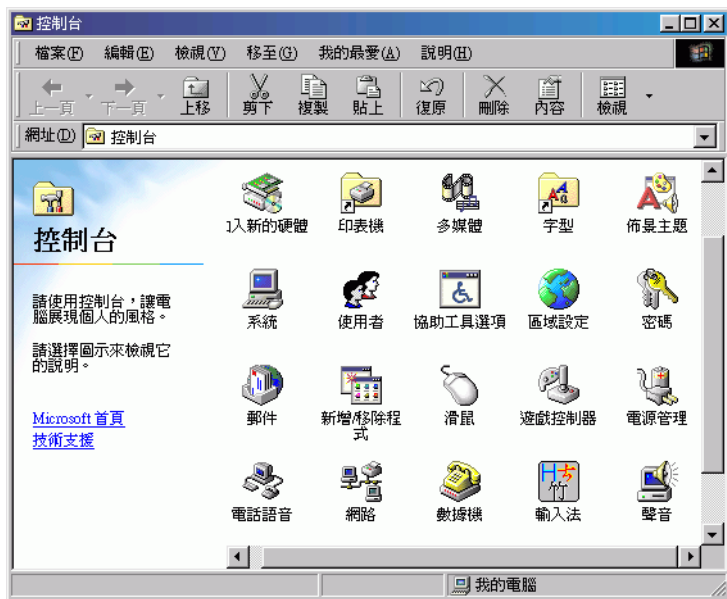 控制台
檔案(F) 編輯(E) 檢視(V) 移至(G) 我的最愛(A) 說明(H)
上一頁 下一頁 上移 剪下 複製 貼上 復原 刪除 內容 檢視
網址(D) 控制台
控制台
請使用控制台，讓電
腦展現個人的風格。
請選擇圖示來檢視它
的說明。
Microsoft 首頁
技術支援
入新的硬體 印表機 多媒體 字型 佈景主題
系統 使用者 協助工具選項 區域設定 密碼
郵件 新增/移除程
式 滑鼠 遊戲控制器 電源管理
電話語音 網路 數據機 輸入法 聲音
我的電腦